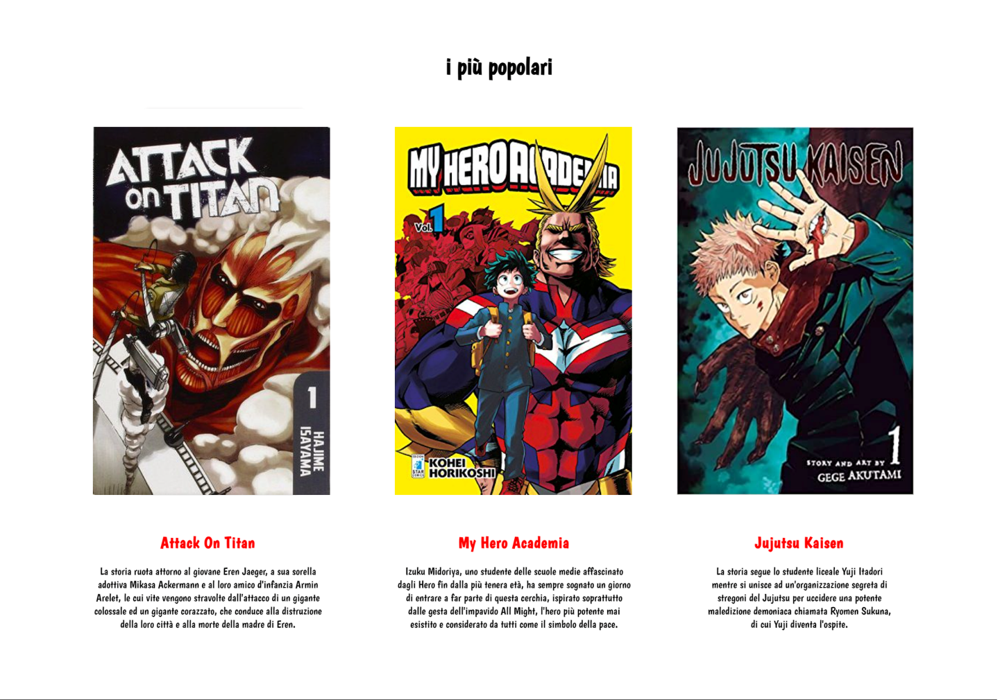 i più popolari
ATTACK
on TITAN
1
HAJIME
ISAYAMA
MY HERO ACADEMIA
Vol. 1
EDIZIONI
STAR
COMICS
KOHEI
HORIKOSHI
JUJUTSU KAISEN
1
STORY AND ART BY
GEGE AKUTAMI
Attack On Titan
La storia ruota attorno al giovane Eren Jaeger, a sua sorella
adottiva Mikasa Ackermann e al loro amico d'infanzia Armin
Arelet, le cui vite vengono stravolte dall'attacco di un gigante
colossale ed un gigante corazzato, che conduce alla distruzione
della loro città e alla morte della madre di Eren.
My Hero Academia
Izuku Midoriya, uno studente delle scuole medie affascinato
dagli Hero fin dalla più tenera età, ha sempre sognato un giorno
di entrare a far parte di questa cerchia, ispirato soprattutto
dalle gesta dell'impavido All Might, l'hero più potente mai
esistito e considerato da tutti come il simbolo della pace.
Jujutsu Kaisen
La storia segue lo studente liceale Yuji Itadori
mentre si unisce ad un'organizzazione segreta di
stregoni del Jujutsu per uccidere una potente
maledizione demoniaca chiamata Ryomen Sukuna,
di cui Yuji diventa l'ospite.